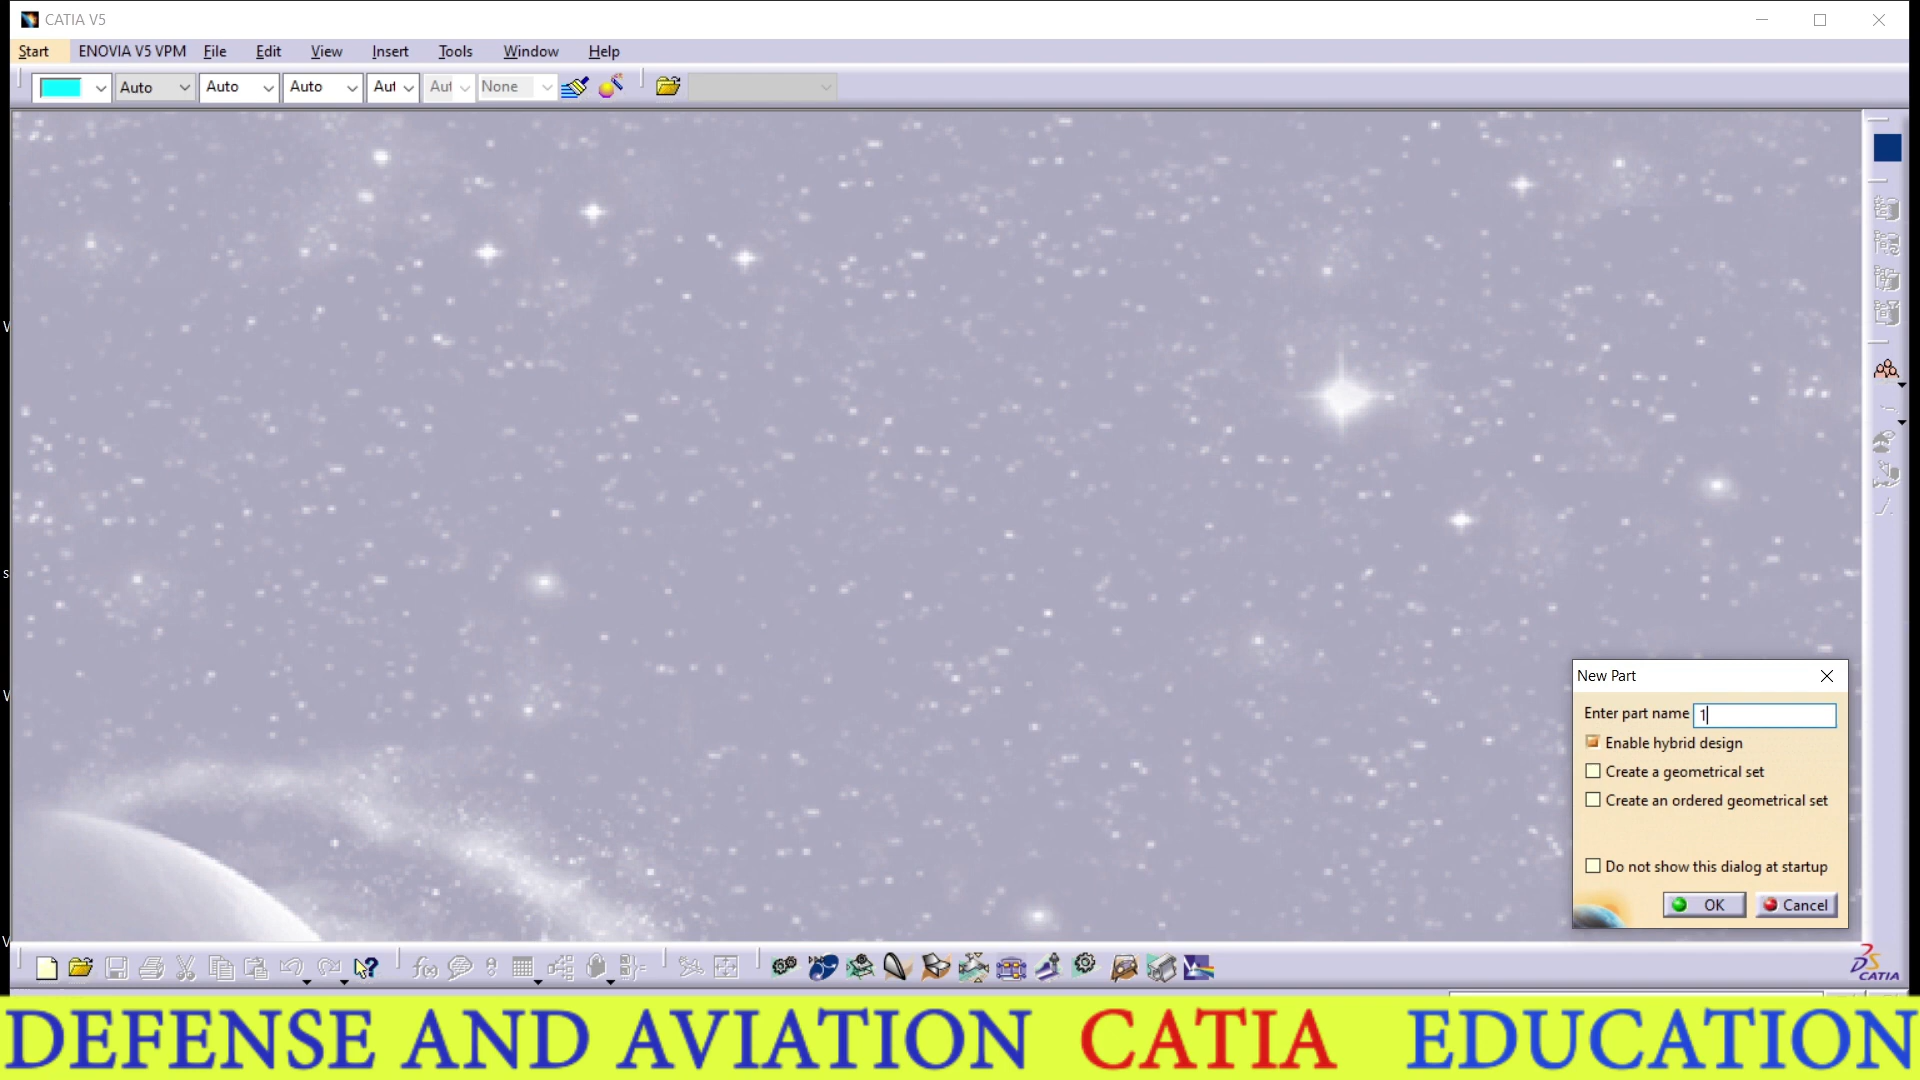 CATIA V5
Start ENOVIA V5 VPM File Edit View Insert Tools Window Help
Auto Auto Auto Aut Aut None
New Part
Enter part name 1
Enable hybrid design
Create a geometrical set
Create an ordered geometrical set
Do not show this dialog at startup
OK Cancel
CATIA
DEFENSE AND AVIATION CATIA EDUCATION